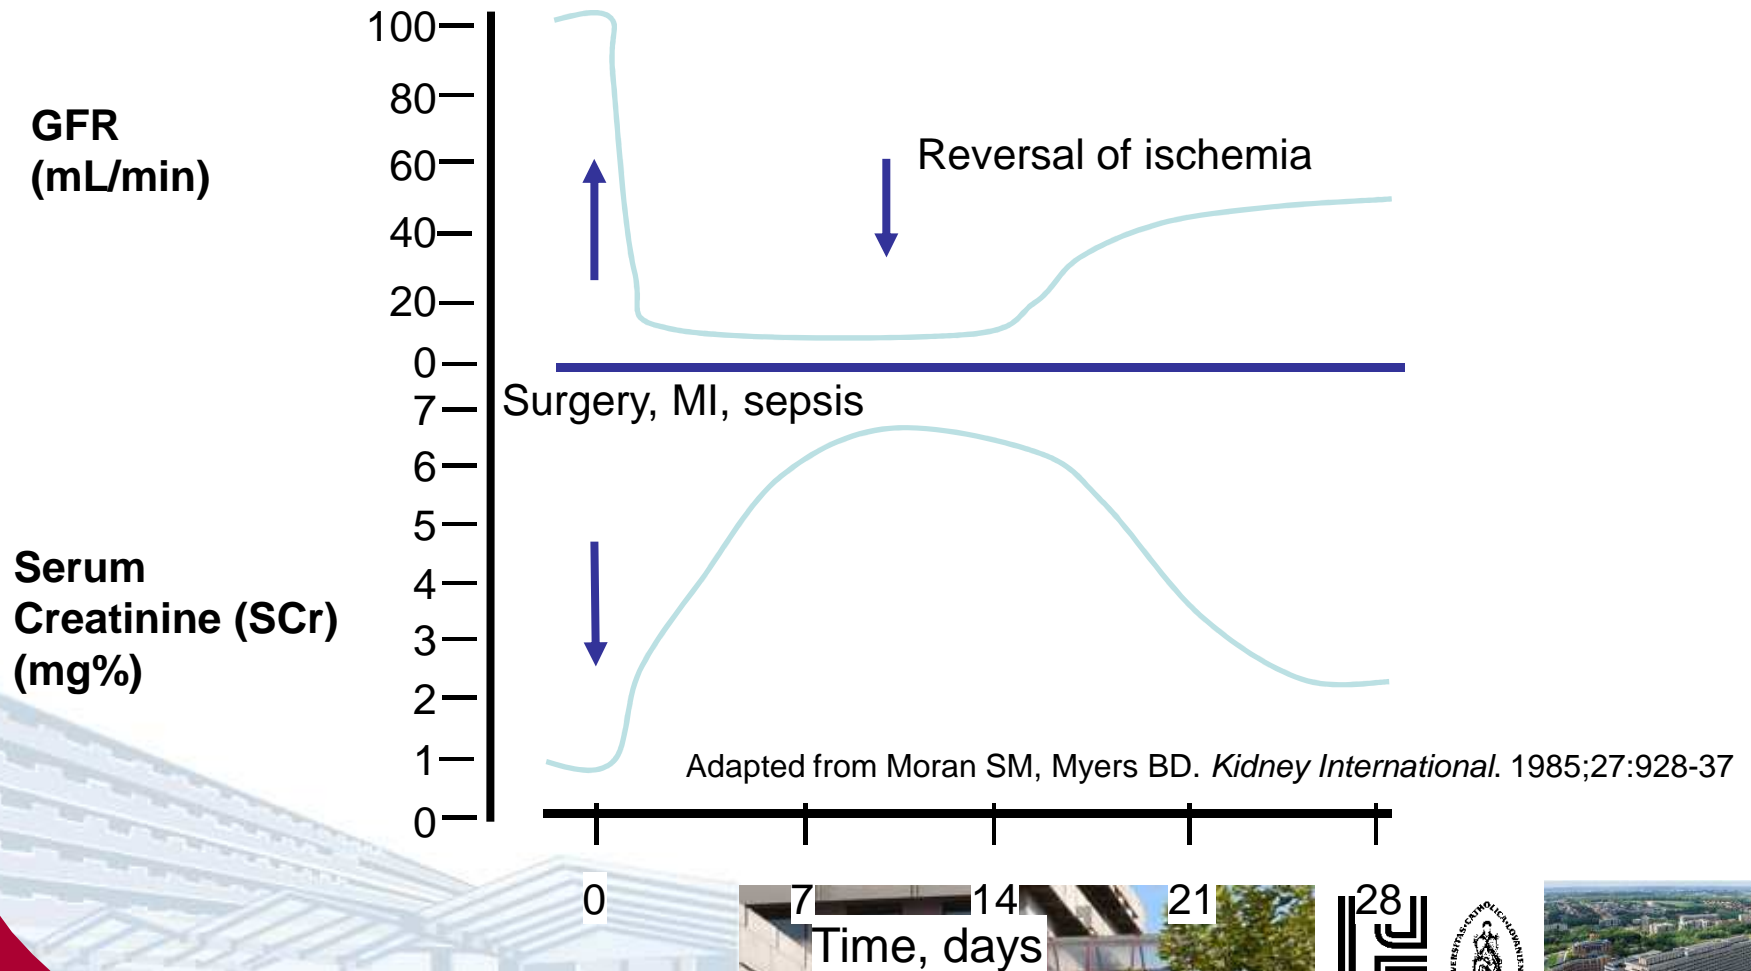 100
80
GFR
(mL/min)
60
Reversal of ischemia
40
20
0
Surgery, MI, sepsis
7
6
5
Serum
Creatinine (SCr)
(mg%)
4
3
2
1
Adapted from Moran SM, Myers BD. Kidney International. 1985;27:928-37
0
0 7 14 21 28
Time, days